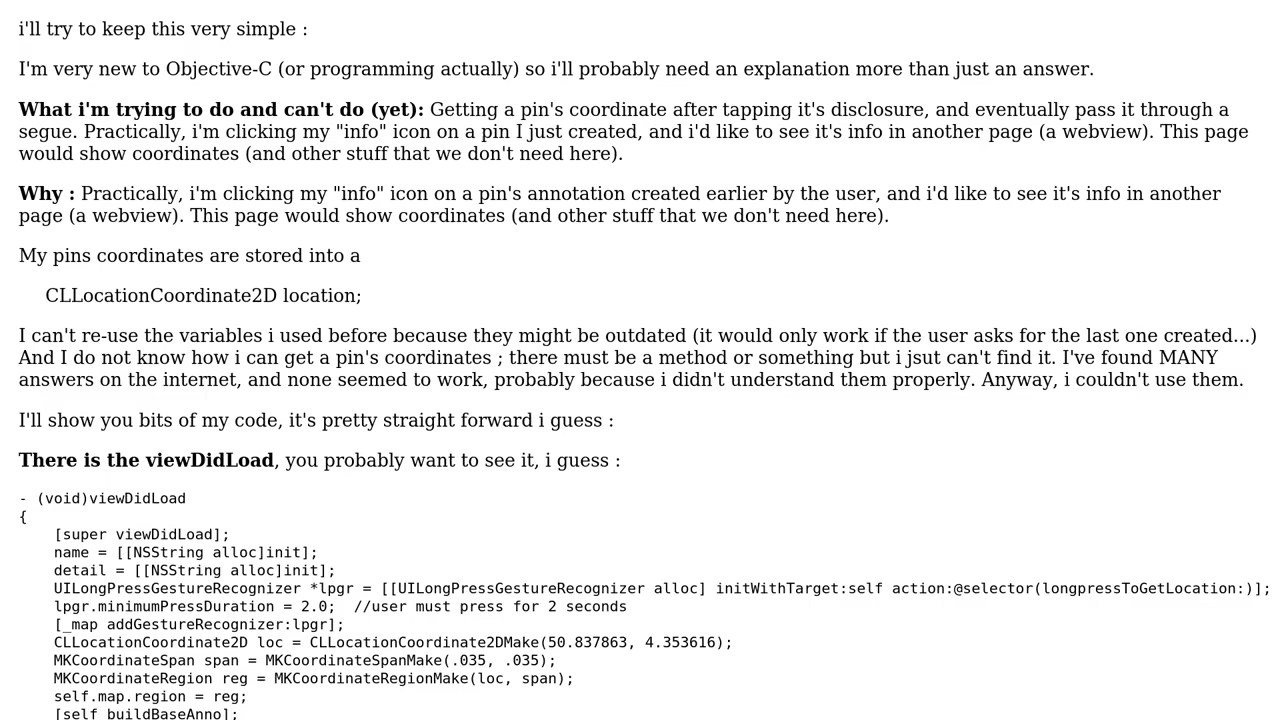 i'll try to keep this very simple :
I'm very new to Objective-C (or programming actually) so i'll probably need an explanation more than just an answer.
What i'm trying to do and can't do (yet): Getting a pin's coordinate after tapping it's disclosure, and eventually pass it through a
segue. Practically, i'm clicking my "info" icon on a pin I just created, and i'd like to see it's info in another page (a webview). This page
would show coordinates (and other stuff that we don't need here).
Why : Practically, i'm clicking my "info" icon on a pin's annotation created earlier by the user, and i'd like to see it's info in another
page (a webview). This page would show coordinates (and other stuff that we don't need here).
My pins coordinates are stored into a
CLLocationCoordinate2D location;
I can't re-use the variables i used before because they might be outdated (it would only work if the user asks for the last one created...)
And I do not know how i can get a pin's coordinates ; there must be a method or something but i jsut can't find it. I've found MANY
answers on the internet, and none seemed to work, probably because i didn't understand them properly. Anyway, i couldn't use them.
I'll show you bits of my code, it's pretty straight forward i guess :
There is the viewDidLoad, you probably want to see it, i guess :
- (void)viewDidLoad
{
    [super viewDidLoad];
    name = [[NSString alloc]init];
    detail = [[NSString alloc]init];
    UILongPressGestureRecognizer *lpgr = [[UILongPressGestureRecognizer alloc] initWithTarget:self action:@selector(longpressToGetLocation:)];
    lpgr.minimumPressDuration = 2.0;  //user must press for 2 seconds
    [_map addGestureRecognizer:lpgr];
    CLLocationCoordinate2D loc = CLLocationCoordinate2DMake(50.837863, 4.353616);
    MKCoordinateSpan span = MKCoordinateSpanMake(.035, .035);
    MKCoordinateRegion reg = MKCoordinateRegionMake(loc, span);
    self.map.region = reg;
    [self buildBaseAnno];